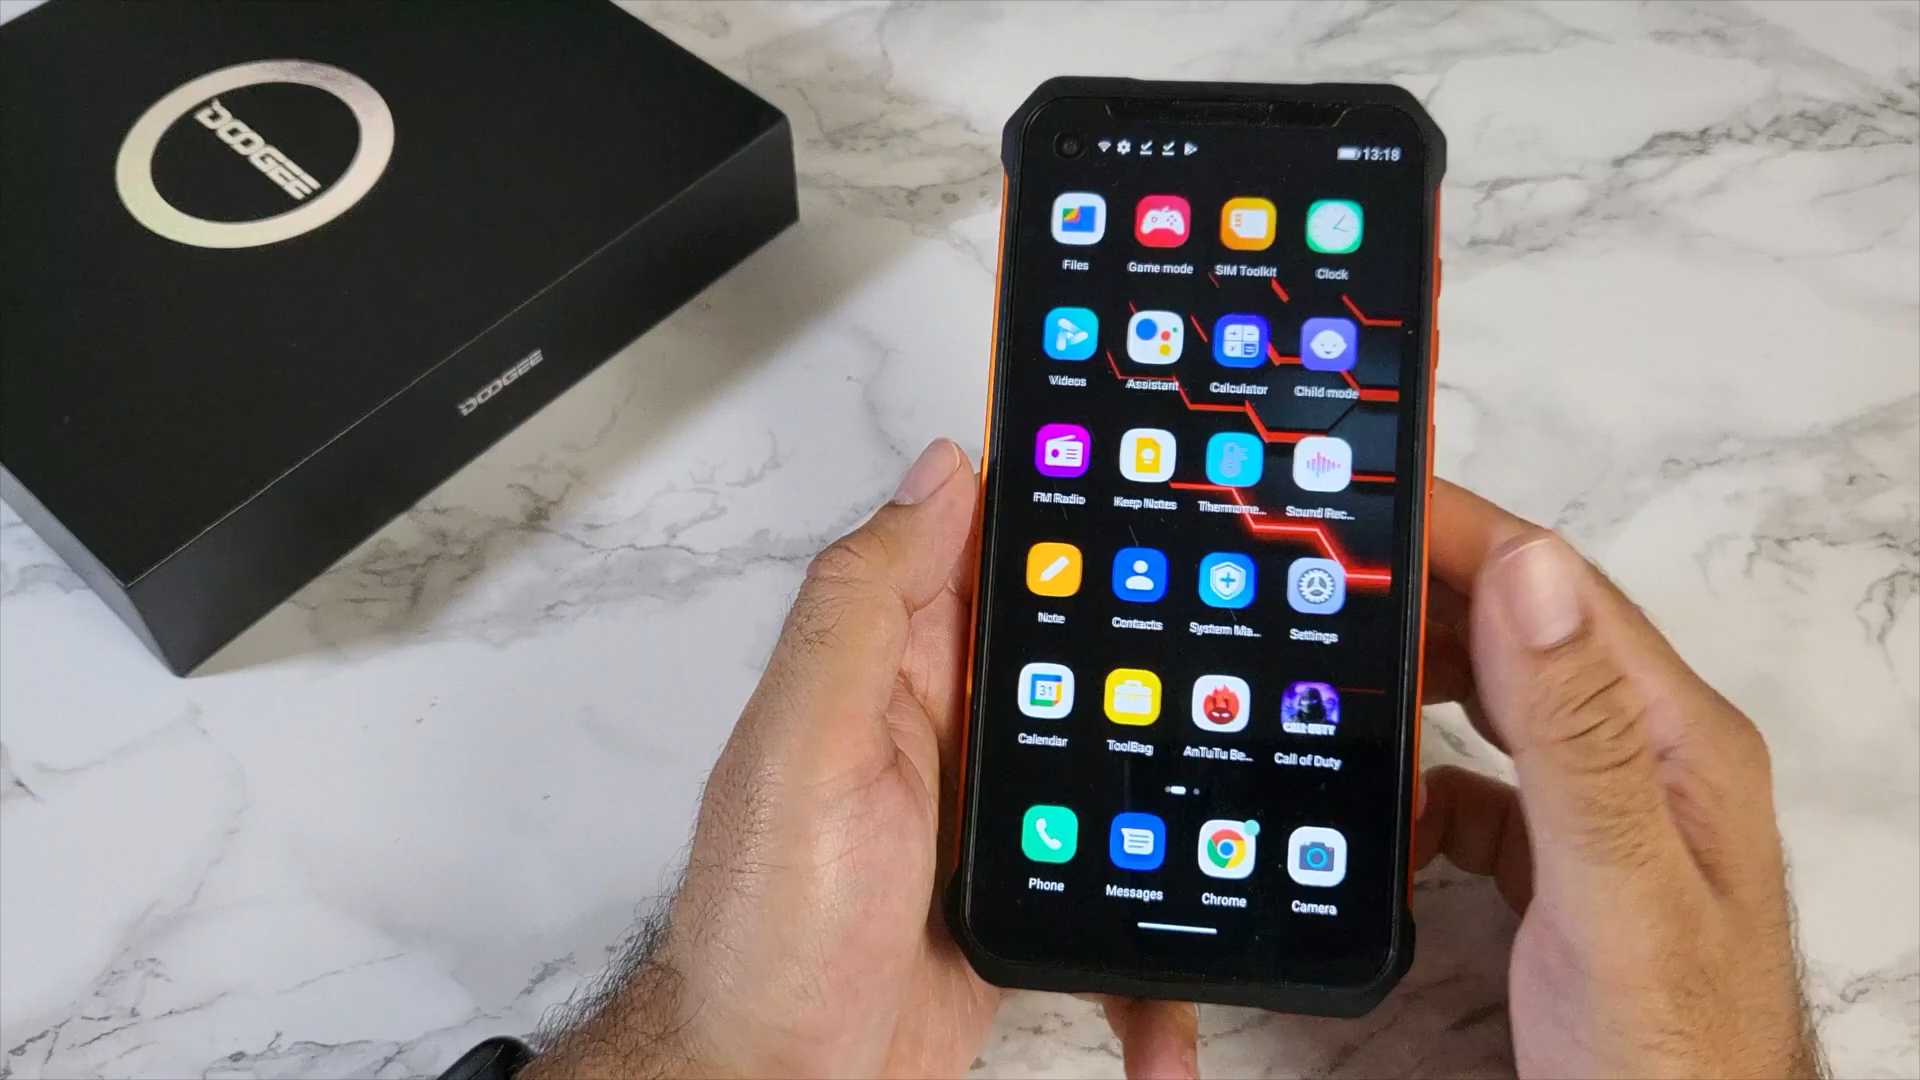 DOOGEE
DOOGEE
13:18
Files Game mode SIM Toolkit Clock
Videos Assistant Calculator Child mode
FM Radio Keep Notes Thermome... Sound Rec...
Note Contacts System Ma... Settings
31
Calendar ToolBag AnTuTu Be... Call of Duty
Phone Messages Chrome Camera